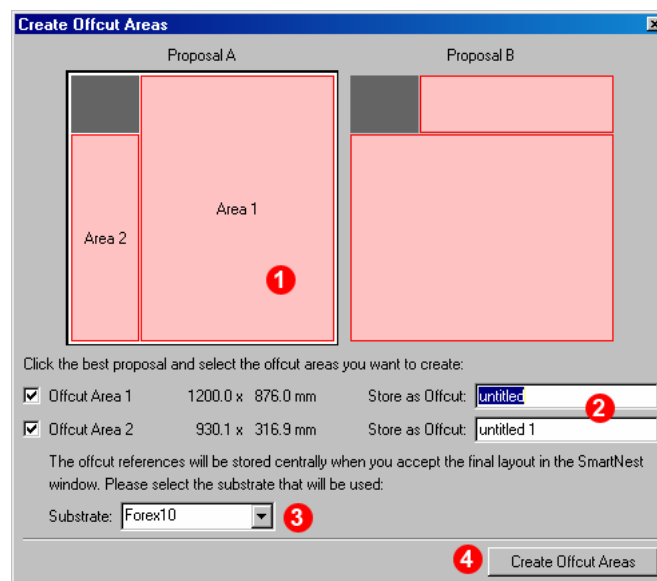 Create Offcut Areas
Proposal A
Proposal B
Area 1
Area 2
1
Click the best proposal and select the offcut areas you want to create:
Offcut Area 1 1200.0 x 876.0 mm Store as Offcut: untitled
2
Offcut Area 2 930.1 x 316.9 mm Store as Offcut: untitled 1
The offcut references will be stored centrally when you accept the final layout in the SmartNest
window. Please select the substrate that will be used:
Substrate: Forex10
3
4
Create Offcut Areas